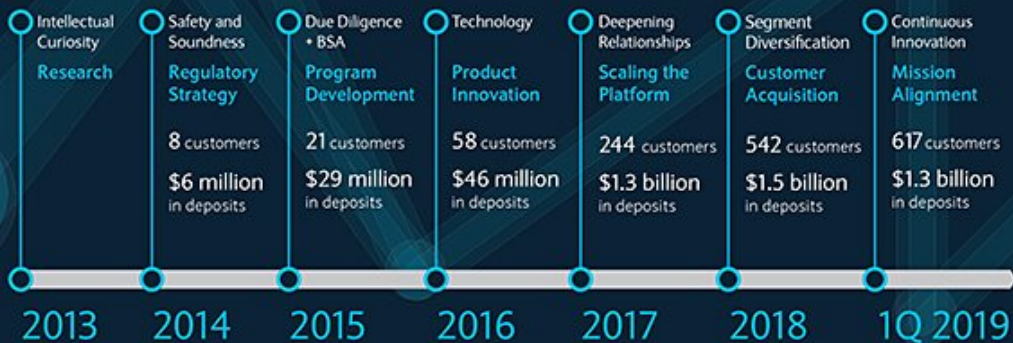 Intellectual
Curiosity
Research
2013
Safety and
Soundness
Regulatory
Strategy
8 customers
$6 million
in deposits
2014
Due Diligence
+ BSA
Program
Development
21 customers
$29 million
in deposits
2015
Technology
Product
Innovation
58 customers
$46 million
in deposits
2016
Deepening
Relationships
Scaling the
Platform
244 customers
$1.3 billion
in deposits
2017
Segment
Diversification
Customer
Acquisition
542 customers
$1.5 billion
in deposits
2018
Continuous
Innovation
Mission
Alignment
617 customers
$1.3 billion
in deposits
1Q 2019